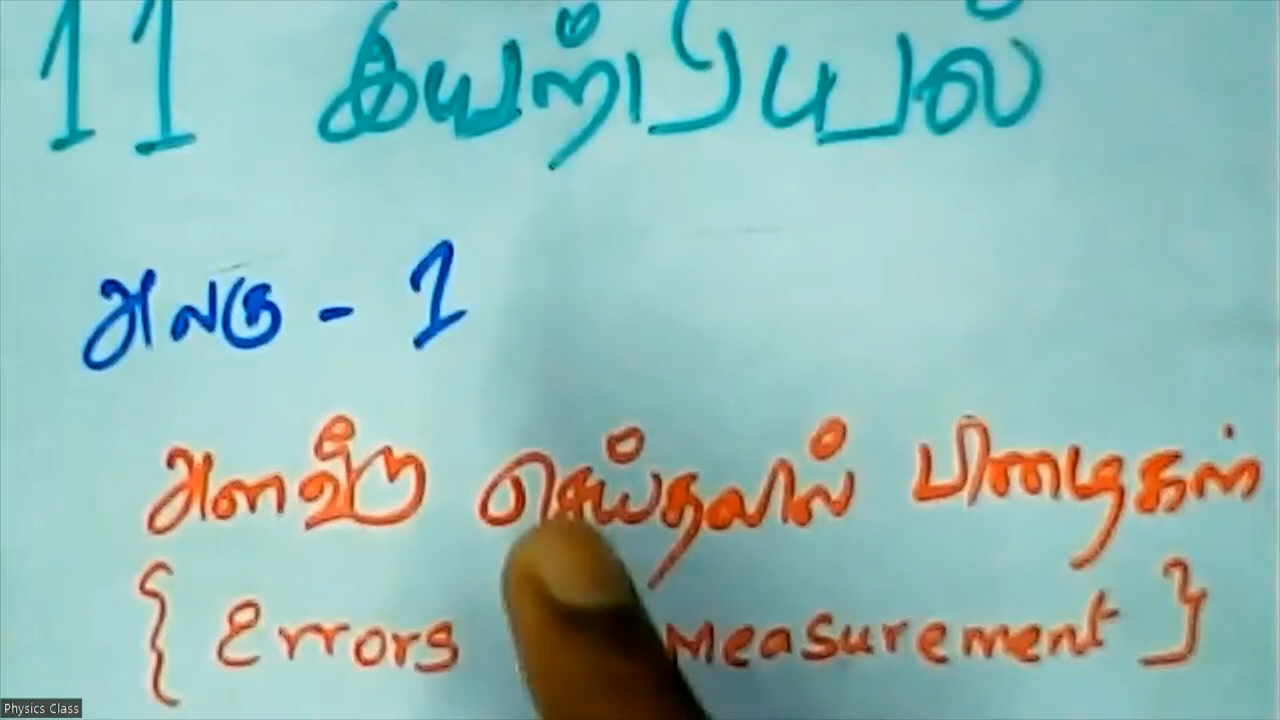 11 இயற்பியல்
அலகு - 1
அளவீடு செய்தலில் பிழைகள்
{ Errors Measurement }
Physics Class